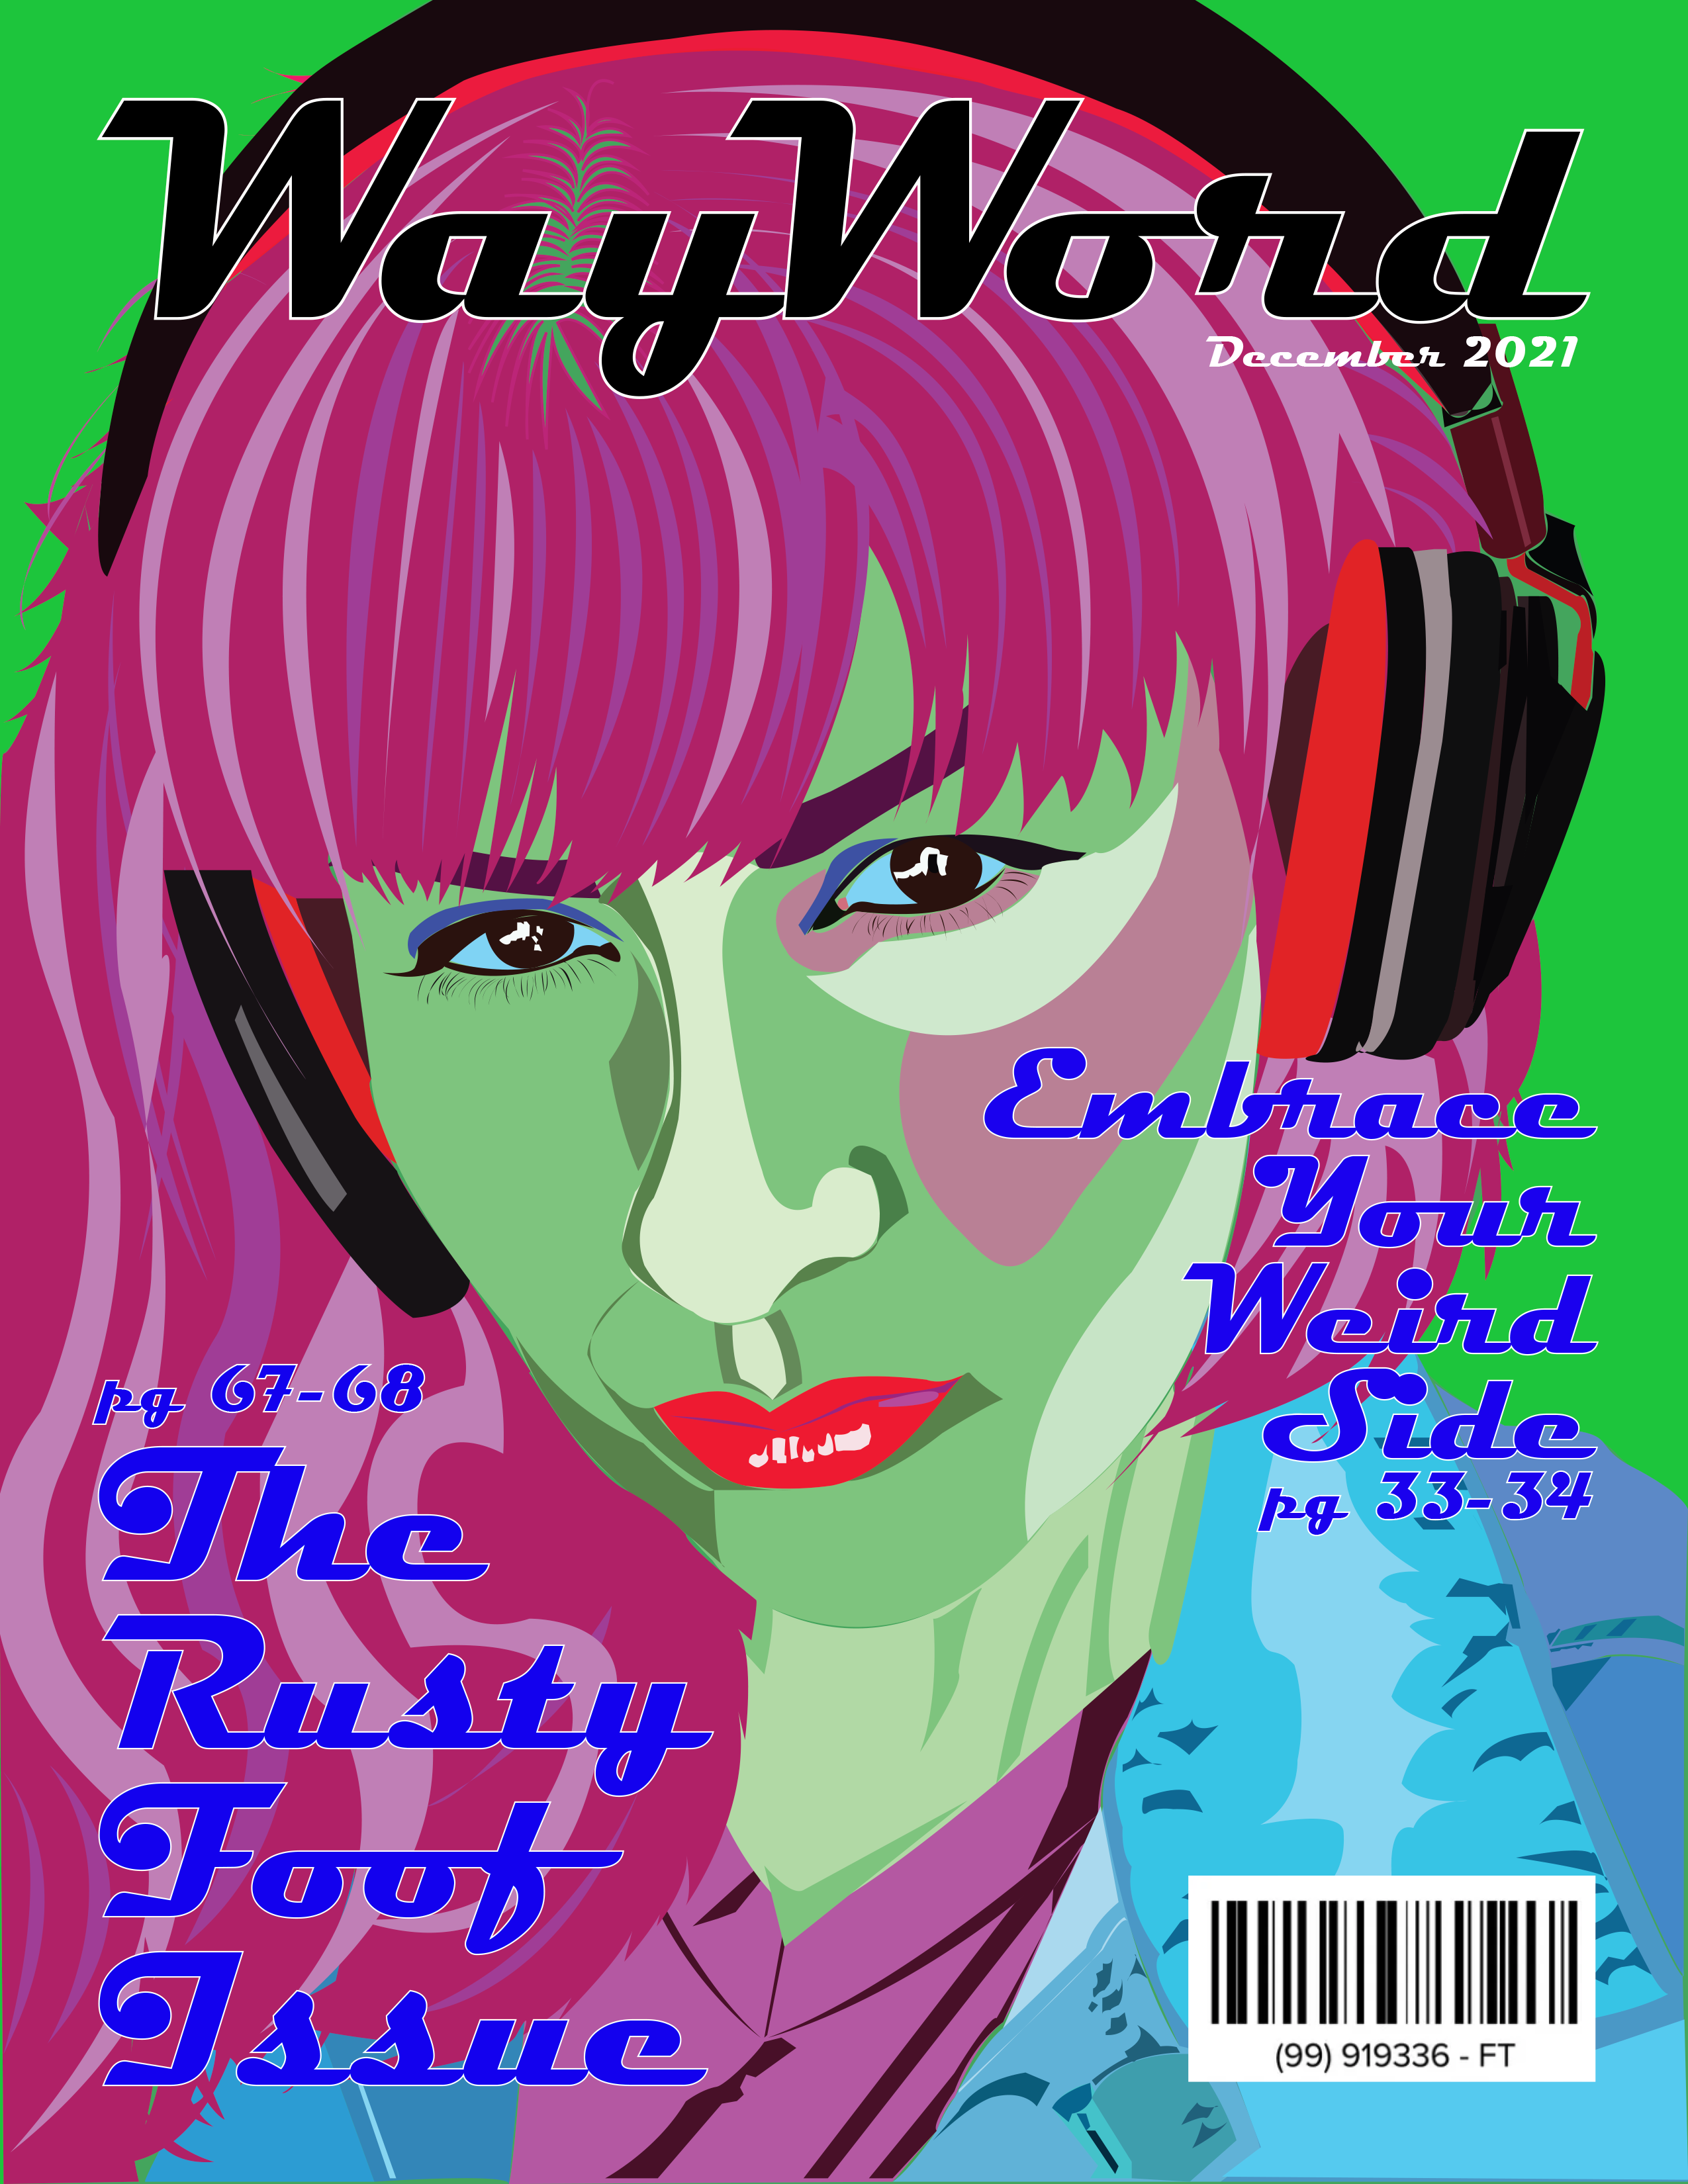 WayWord
December 2021
Embrace
Your
Weird
Side
pg 33-34
pg 67-68
The
Rusty
Foof
Issue
(99) 919336 - FT